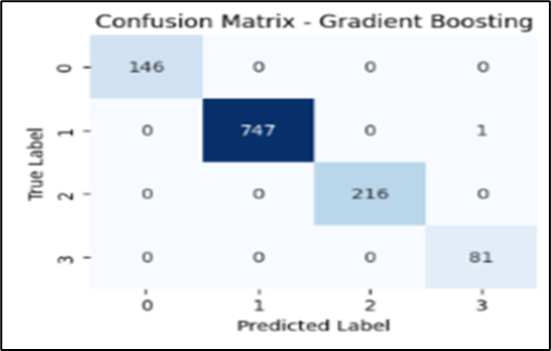 Confusion Matrix - Gradient Boosting
True Label
0 146 0 0 0
1 0 747 0 1
2 0 0 216 0
3 0 0 0 81
0 1 2 3
Predicted Label